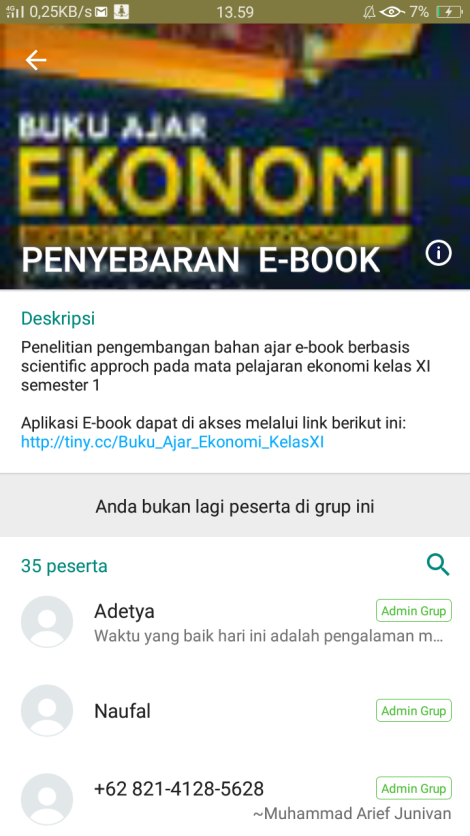 0,25K/s
13.59
7%
BUKU AJAR
EKONOMI
PENYEBARAN E-BOOK
Deskripsi
Penelitian pengembangan bahan ajar e-book berbasis
scientific approch pada mata pelajaran ekonomi kelas XI
semester 1
Aplikasi E-book dapat di akses melalui link berikut ini:
http://tiny.cc/Buku_Ajar_Ekonomi_KelasXI
Anda bukan lagi peserta di grup ini
35 peserta
Adetya
Admin Grup
Waktu yang baik hari ini adalah pengalaman m...
Naufal
Admin Grup
+62 821-4128-5628
Admin Grup
~Muhammad Arief Junivan